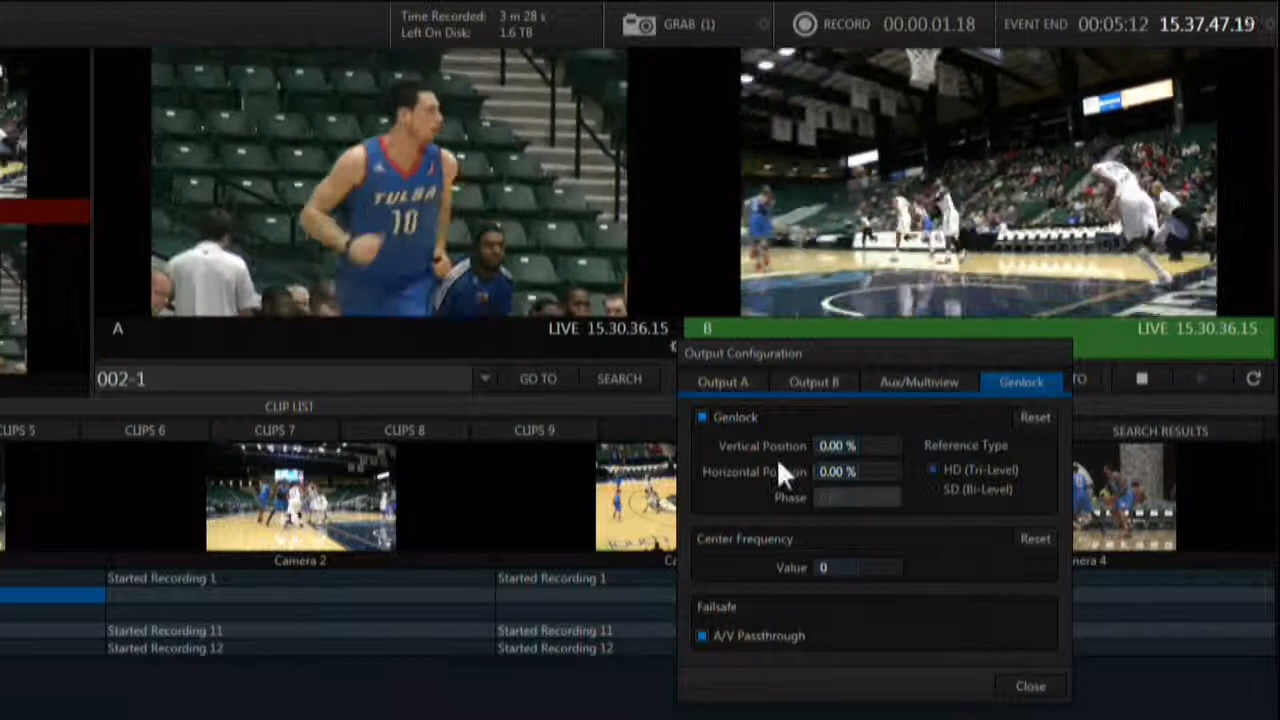 Time Recorded: 3 m 28 s
Left On Disk: 1.6 TB
GRAB (1)
RECORD 00.00.01.18
EVENT END 00:05:12 15.37.47.19
TULSA
10
A LIVE 15.30.36.15
B LIVE 15.30.36.15
002-1 GO TO SEARCH
Output Configuration
Output A Output B Aux/Multiview Genlock
TO
Genlock Reset
Vertical Position 0.00 % Reference Type
Horizontal 0.00 % HD (Tri-Level)
Phase SD (Bi-Level)
Center Frequency Reset
Value 0
Failsafe
A/V Passthrough
Close
CLIP LIST
CLIPS 5 CLIPS 6 CLIPS 7 CLIPS 8 CLIPS 9 SEARCH RESULTS
Camera 2
Started Recording 1 Started Recording 1
Started Recording 11 Started Recording 11
Started Recording 12 Started Recording 12